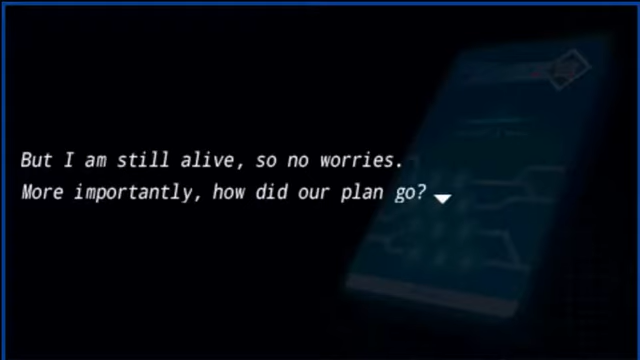 But I am still alive, so no worries.
More importantly, how did our plan go?